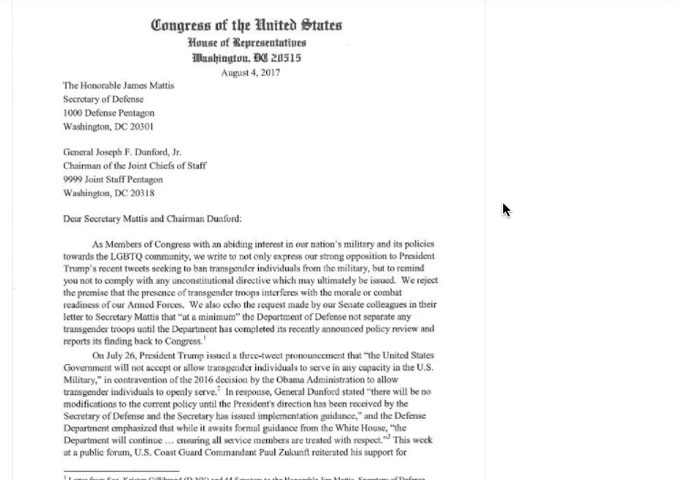 Congress of the United States
House of Representatives
Washington, DC 20515
August 4, 2017
The Honorable James Mattis
Secretary of Defense
1000 Defense Pentagon
Washington, DC 20301
General Joseph F. Dunford, Jr.
Chairman of the Joint Chiefs of Staff
9999 Joint Staff Pentagon
Washington, DC 20318
Dear Secretary Mattis and Chairman Dunford:
As Members of Congress with an abiding interest in our nation's military and its policies
towards the LGBTQ community, we write to not only express our strong opposition to President
Trump's recent tweets seeking to ban transgender individuals from the military, but to remind
you not to comply with any unconstitutional directive which may ultimately be issued. We reject
the premise that the presence of transgender troops interferes with the morale or combat
readiness of our Armed Forces. We also echo the request made by our Senate colleagues in their
letter to Secretary Mattis that "at a minimum" the Department of Defense not separate any
transgender troops until the Department has completed its recently announced policy review and
reports its finding back to Congress.1
On July 26, President Trump issued a three-tweet pronouncement that "the United States
Government will not accept or allow transgender individuals to serve in any capacity in the U.S.
Military," in contravention of the 2016 decision by the Obama Administration to allow
transgender individuals to openly serve.2 In response, General Dunford stated "there will be no
modifications to the current policy until the President's direction has been received by the
Secretary of Defense and the Secretary has issued implementation guidance," and the Defense
Department emphasized that while it awaits formal guidance from the White House, "the
Department will continue ... ensuring all service members are treated with respect."3 This week
at a public forum, U.S. Coast Guard Commandant Paul Zukunft reiterated his support for